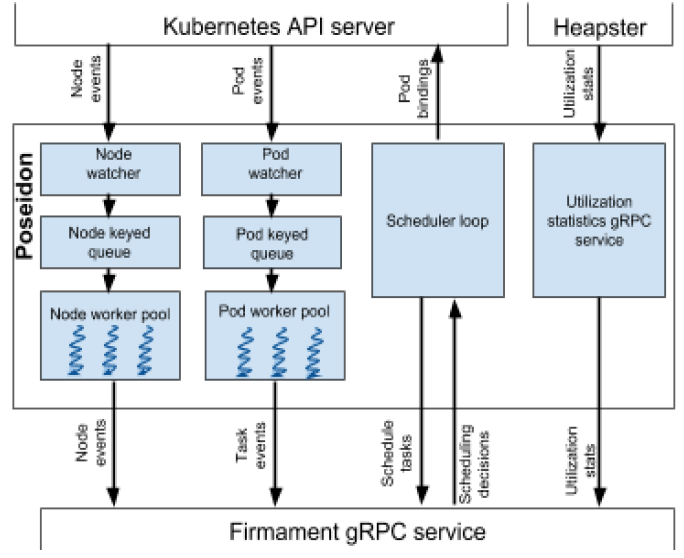 Kubernetes API server
Heapster
Node
events
Pod
events
Pod
bindings
Utilization
stats
Poseidon
Node
watcher
Pod
watcher
Scheduler loop
Utilization
statistics gRPC
service
Node keyed
queue
Pod keyed
queue
Node worker pool
Pod worker pool
Node
events
Task
events
Schedule
tasks
Scheduling
decisions
Utilization
stats
Firmament gRPC service